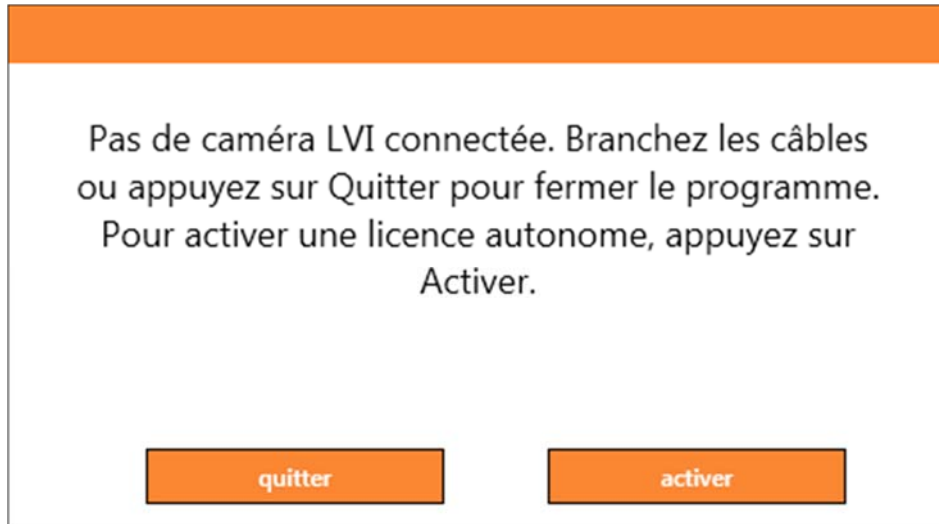 Pas de caméra LVI connectée. Branchez les câbles
ou appuyez sur Quitter pour fermer le programme.
Pour activer une licence autonome, appuyez sur
Activer.
quitter
activer